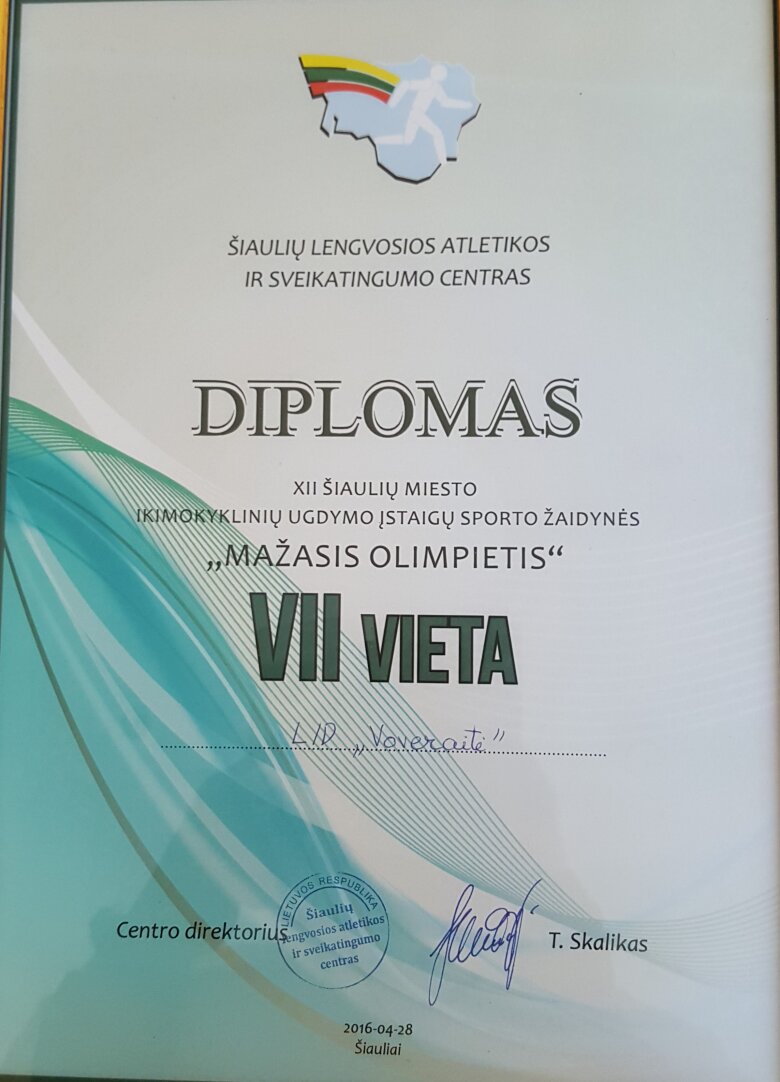 ŠIAULIŲ LENGVOSIOS ATLETIKOS
IR SVEIKATINGUMO CENTRAS
DIPLOMAS
XII ŠIAULIŲ MIESTO
IKIMOKYKLINIŲ UGDYMO ĮSTAIGŲ SPORTO ŽAIDYNĖS
„MAŽASIS OLIMPIETIS“
VII VIETA
L/D „Voveraitė”
Centro direktorius
LIETUVOS RESPUBLIKA
Šiaulių
lengvosios atletikos
ir sveikatingumo
centras
T. Skalikas
2016-04-28
Šiauliai